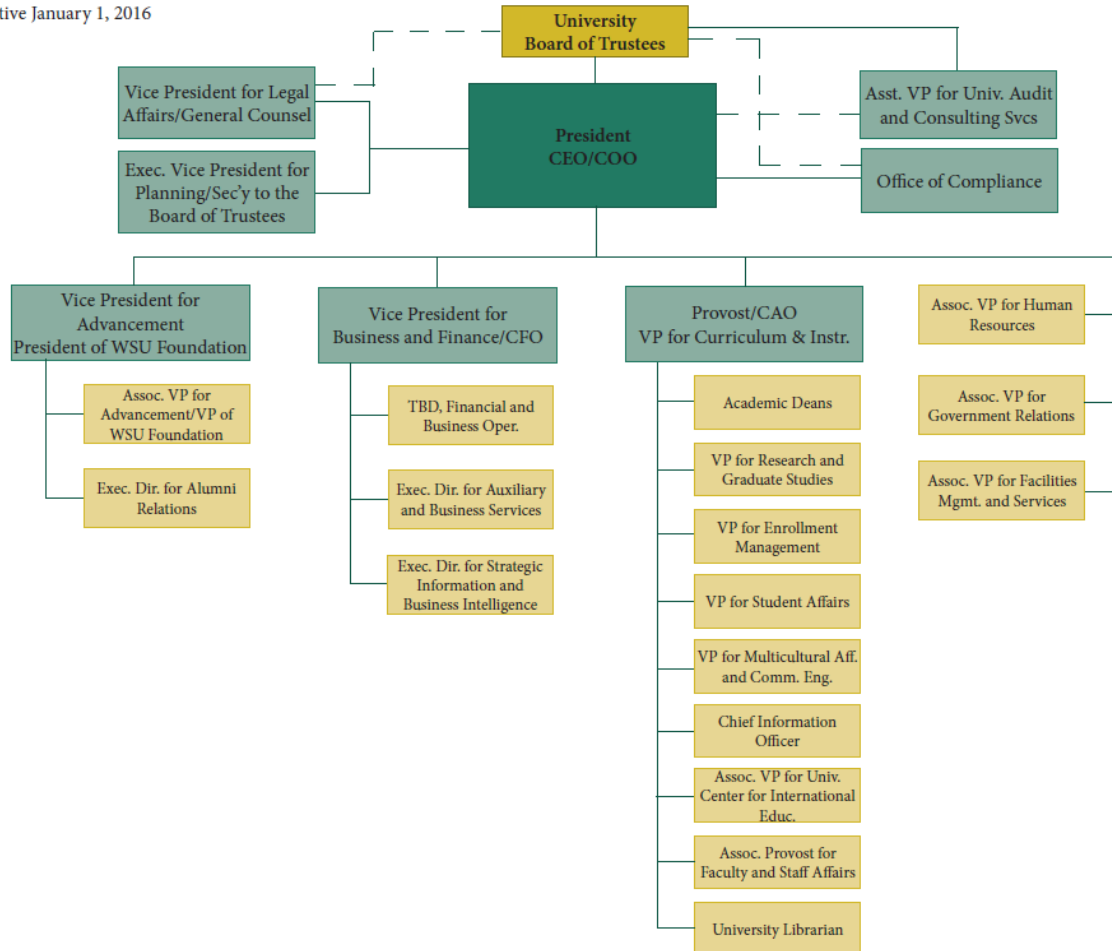 tive January 1, 2016
University
Board of Trustees
Vice President for Legal
Affairs/General Counsel
Asst. VP for Univ. Audit
and Consulting Svcs
President
CEO/COO
Exec. Vice President for
Planning/Sec'y to the
Board of Trustees
Office of Compliance
Vice President for
Advancement
President of WSU Foundation
Assoc. VP for
Advancement/VP of
WSU Foundation
Exec. Dir. for Alumni
Relations
Vice President for
Business and Finance/CFO
TBD, Financial and
Business Oper.
Exec. Dir. for Auxiliary
and Business Services
Exec. Dir. for Strategic
Information and
Business Intelligence
Provost/CAO
VP for Curriculum & Instr.
Academic Deans
VP for Research and
Graduate Studies
VP for Enrollment
Management
VP for Student Affairs
VP for Multicultural Aff.
and Comm. Eng.
Chief Information
Officer
Assoc. VP for Univ.
Center for International
Educ.
Assoc. Provost for
Faculty and Staff Affairs
University Librarian
Assoc. VP for Human
Resources
Assoc. VP for
Government Relations
Assoc. VP for Facilities
Mgmt. and Services